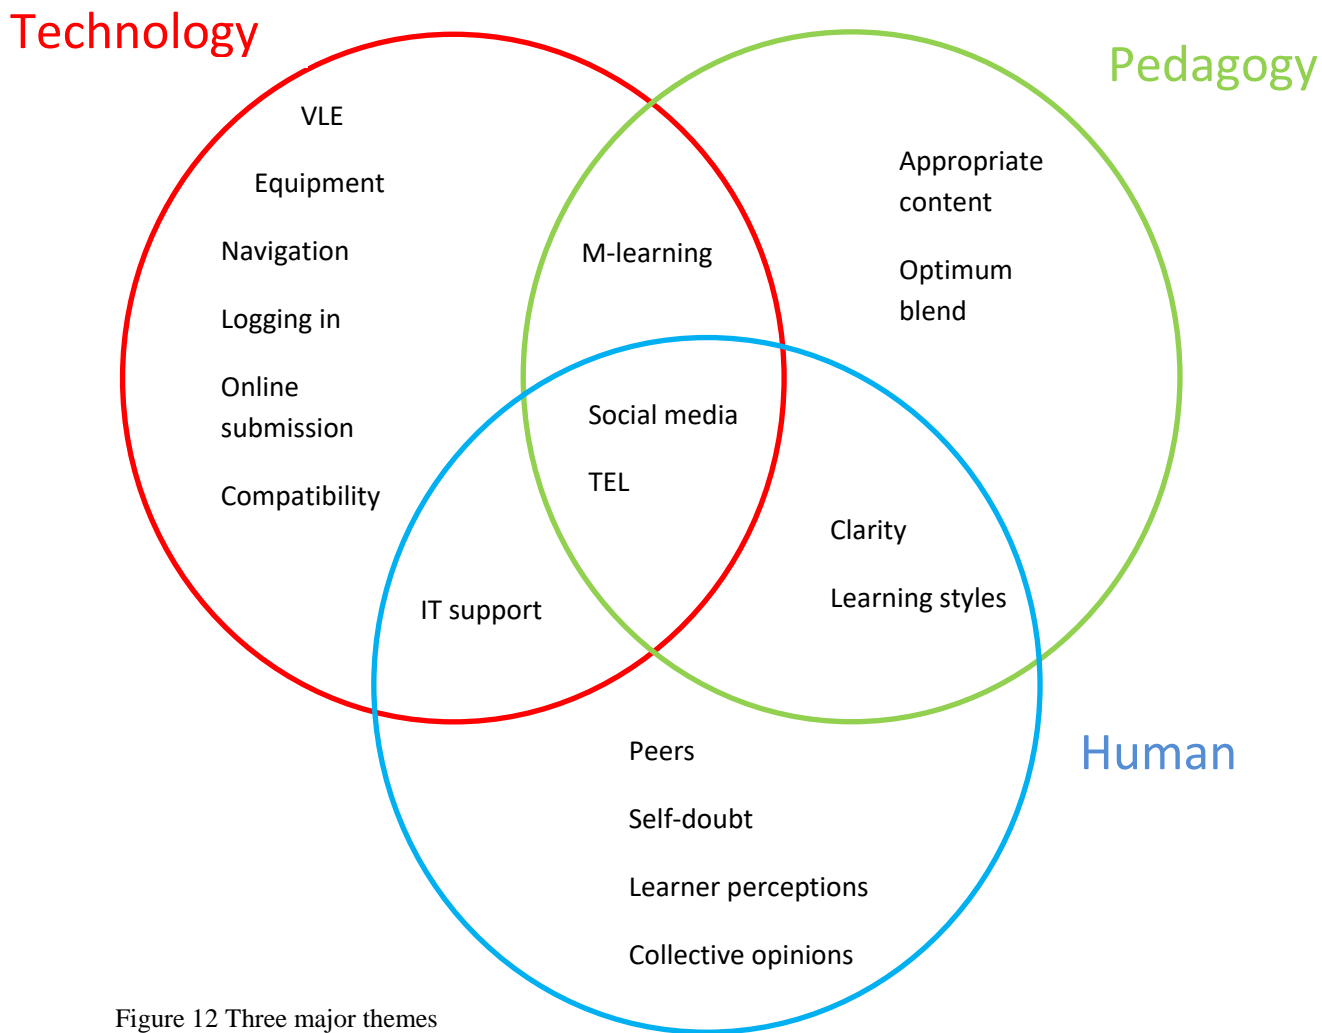 Technology
Pedagogy
VLE
Equipment
Navigation
Logging in
Online
submission
Compatibility
M-learning
Appropriate
content
Optimum
blend
Social media
TEL
Clarity
Learning styles
IT support
Human
Peers
Self-doubt
Learner perceptions
Collective opinions
Figure 12 Three major themes